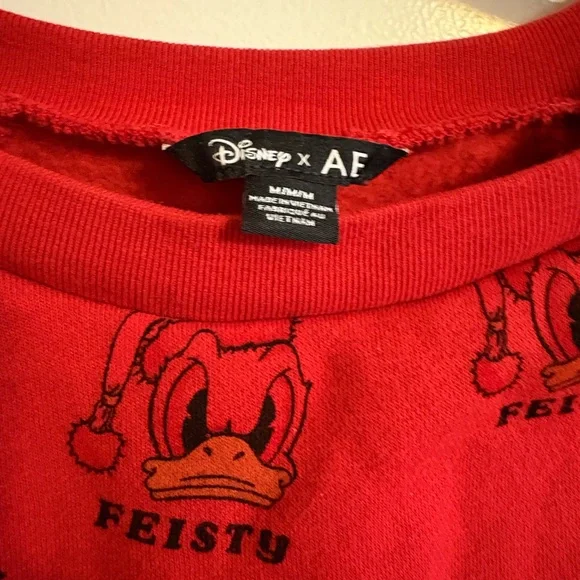 Disney x AE
M/M/M
MADE IN VIETNAM
FABRIQUÉ AU
VIETNAM
FEISTY
FEI